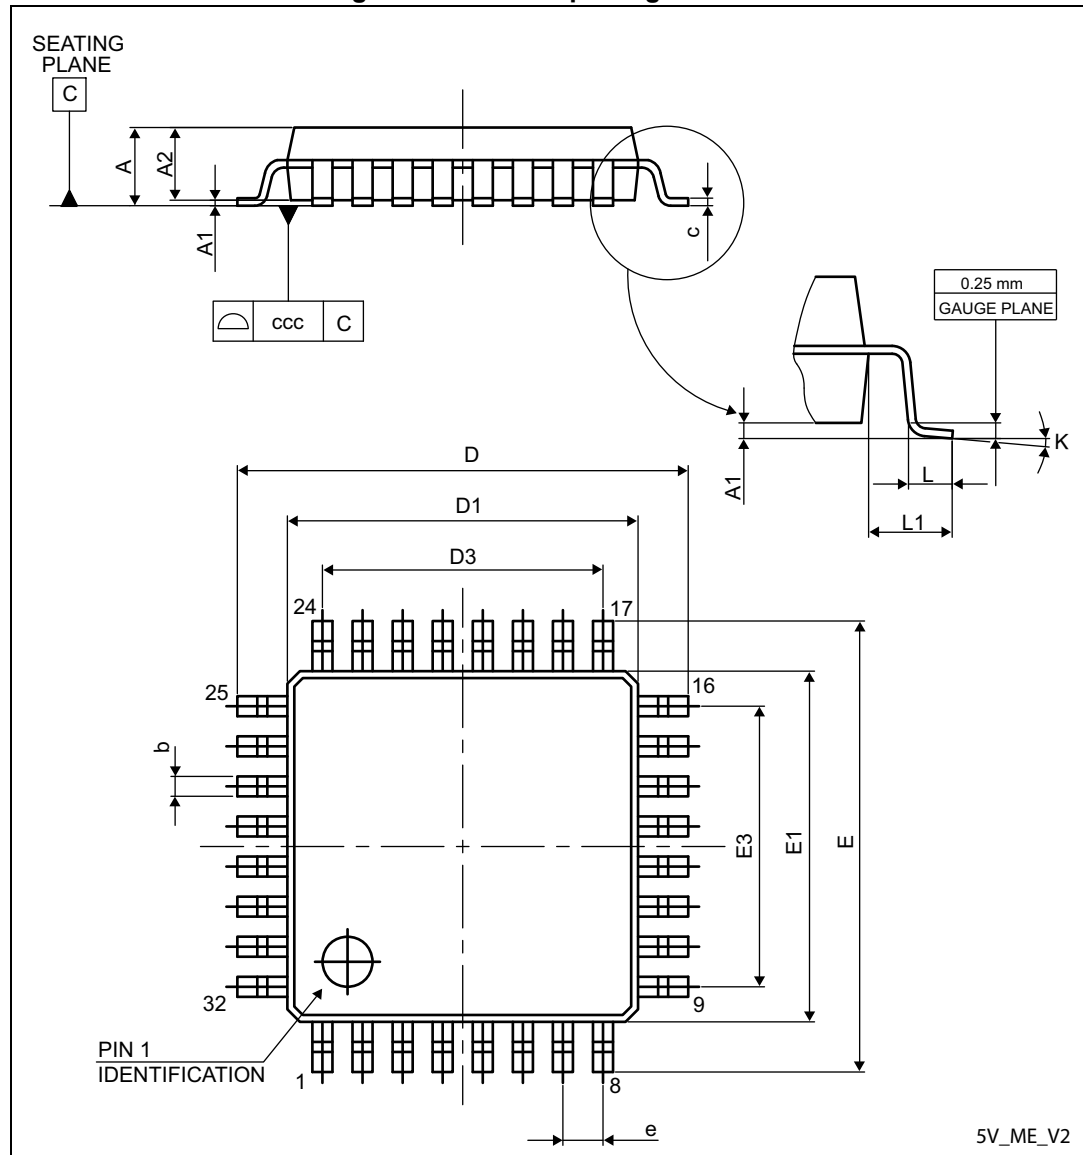 SEATING
PLANE
C
A
A2
A1
c
ccc
C
0.25 mm
GAUGE PLANE
K
A1
L
L1
D
D1
D3
24
17
25
16
b
E3
E1
E
32
9
PIN 1
IDENTIFICATION
1
8
e
5V_ME_V2